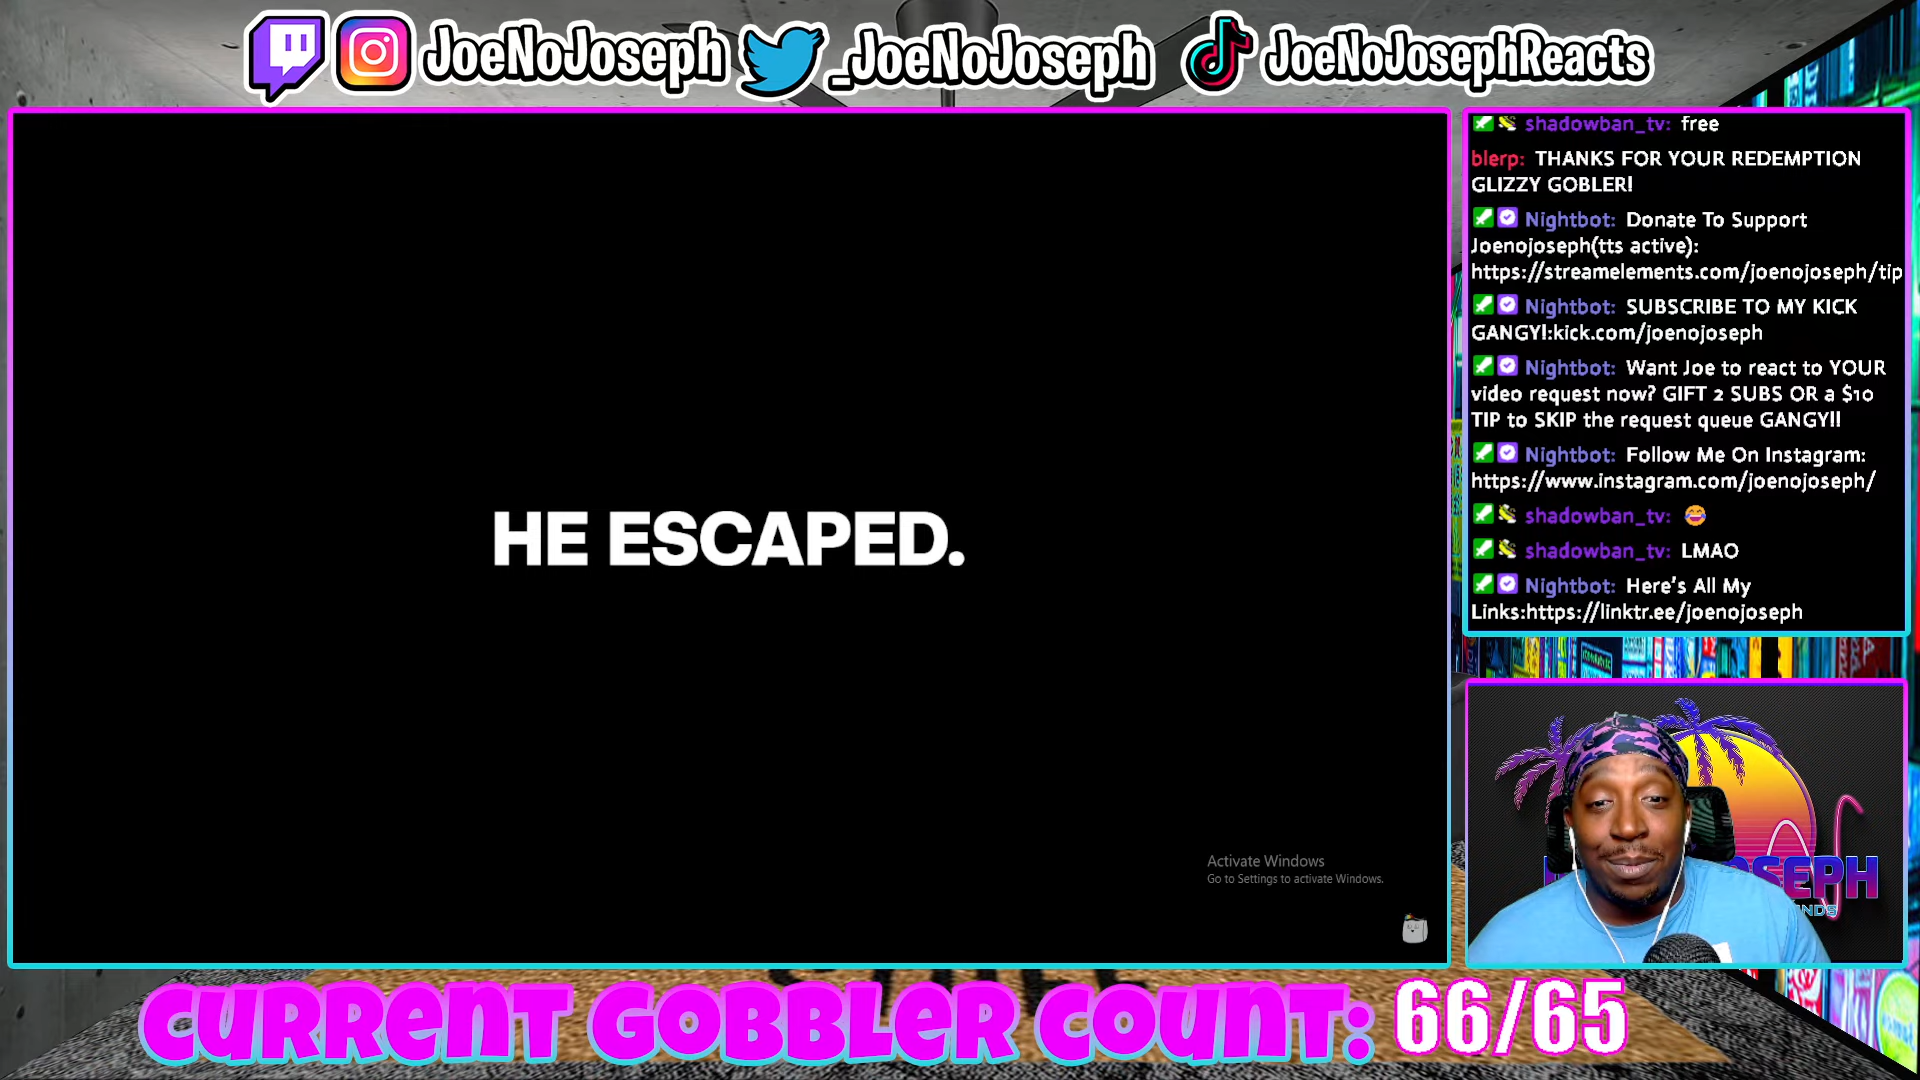 JoeNoJoseph
_JoeNoJoseph
JoeNoJosephReacts
shadowban_tv: free
blerp: THANKS FOR YOUR REDEMPTION
GLIZZY GOBLER!
Nightbot: Donate To Support
Joenojoseph(tts active):
https://streamelements.com/joenojoseph/tip
Nightbot: SUBSCRIBE TO MY KICK
GANGY!:kick.com/joenojoseph
Nightbot: Want Joe to react to YOUR
video request now? GIFT 2 SUBS OR a $10
TIP to SKIP the request queue GANGY!!
Nightbot: Follow Me On Instagram:
https://www.instagram.com/joenojoseph/
shadowban_tv: 😂
shadowban_tv: LMAO
Nightbot: Here's All My
Links:https://linktr.ee/joenojoseph
HE ESCAPED.
Activate Windows
Go to Settings to activate Windows.
CURRENT GOBBLER COUNT: 66/65